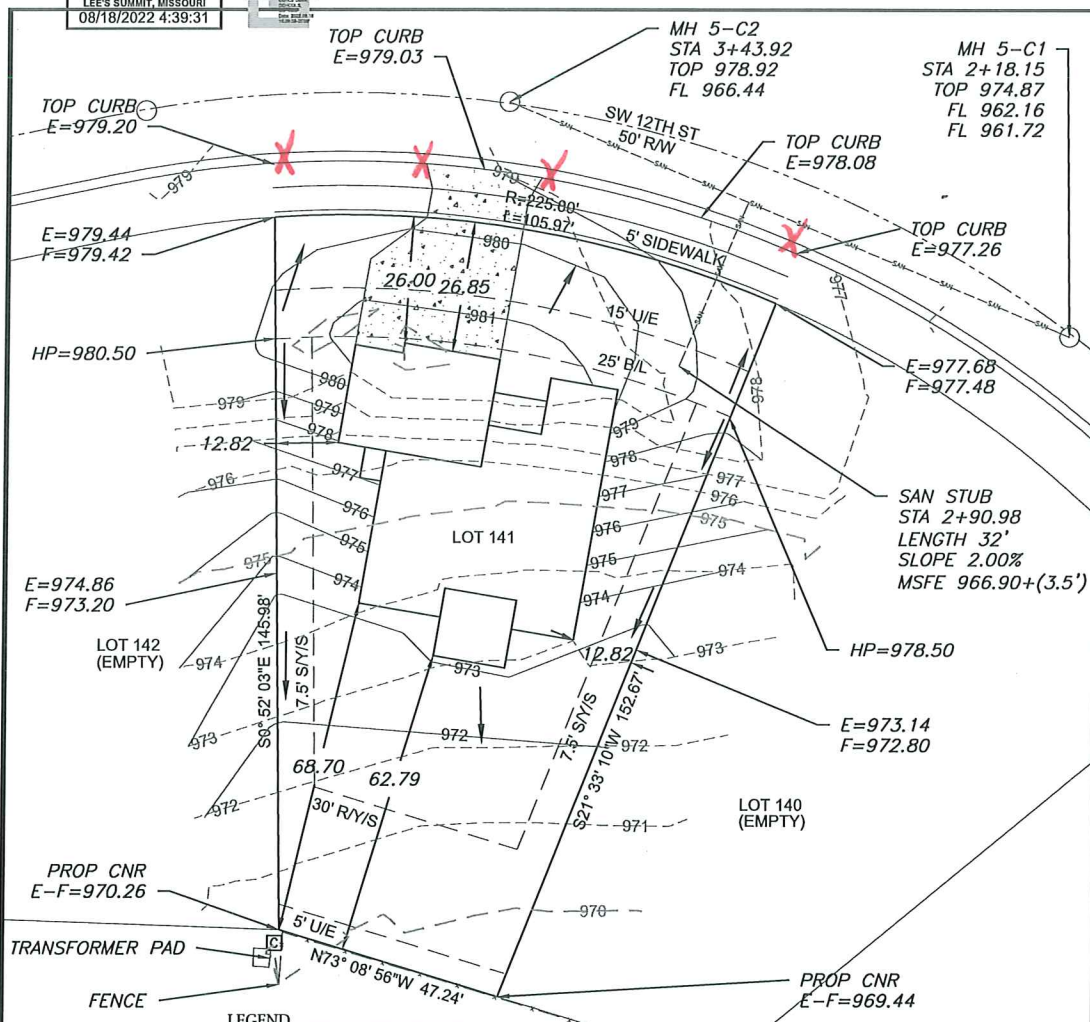 LEE'S SUMMIT, MISSOURI
08/18/2022 4:39:31
TOP CURB
E=979.03
MH 5-C2
STA 3+43.92
TOP 978.92
FL 966.44
MH 5-C1
STA 2+18.15
TOP 974.87
FL 962.16
FL 961.72
TOP CURB
E=979.20
SW 12TH ST
50' R/W
TOP CURB
E=978.08
979
979
R=225.00'
L=105.97'
5' SIDEWALK
TOP CURB
E=977.26
E=979.44
F=979.42
980
26.00 26.85
981
15' U/E
977
HP=980.50
25' B/L
E=977.68
F=977.48
980
979
979
978
978
979
12.82
978
977
976
977
977
976
975
SAN STUB
STA 2+90.98
LENGTH 32'
SLOPE 2.00%
MSFE 966.90+(3.5')
976
976
LOT 141
975
975
975
974
974
974
E=974.86
F=973.20
LOT 142
(EMPTY)
S0° 52' 03"E 145.98'
7.5' S/Y/S
974
973
12.82
973
HP=978.50
973
972
972
7.5' S/Y/S
S21° 33' 10"W 152.67'
E=973.14
F=972.80
68.70 62.79
972
30' R/Y/S
971
LOT 140
(EMPTY)
PROP CNR
E-F=970.26
970
5' U/E
C
TRANSFORMER PAD
N73° 08' 56"W 47.24'
PROP CNR
E-F=969.44
FENCE
LEGEND